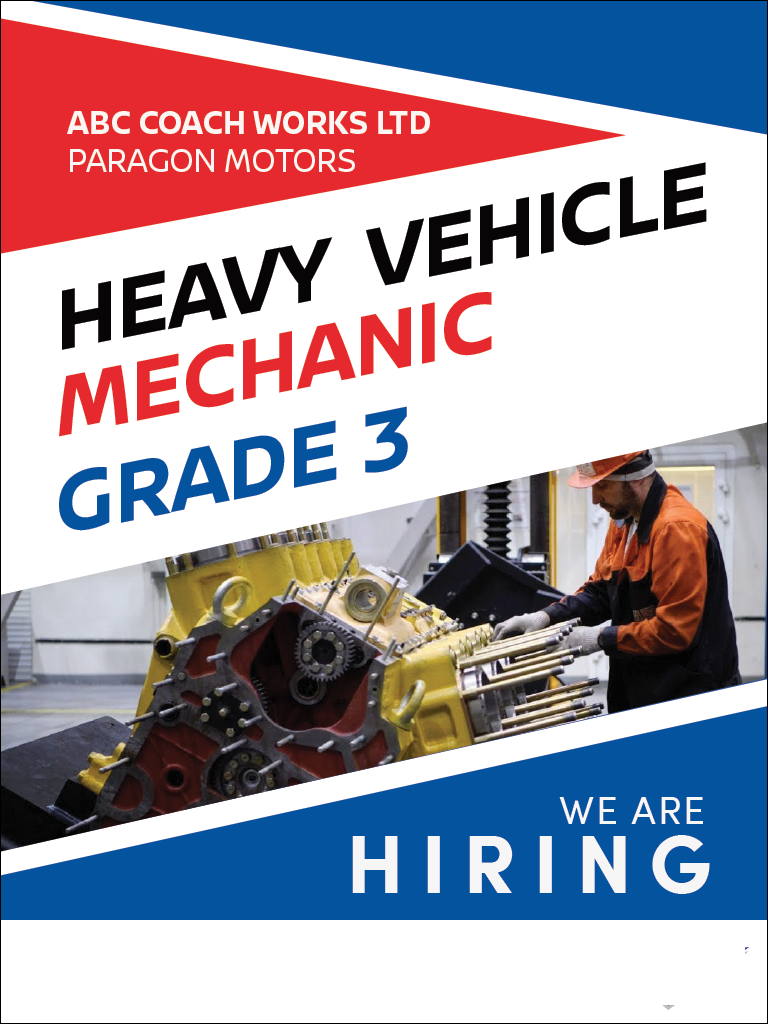 ABC COACH WORKS LTD
PARAGON MOTORS
HEAVY VEHICLE
MECHANIC
GRADE 3
WE ARE
HIRING